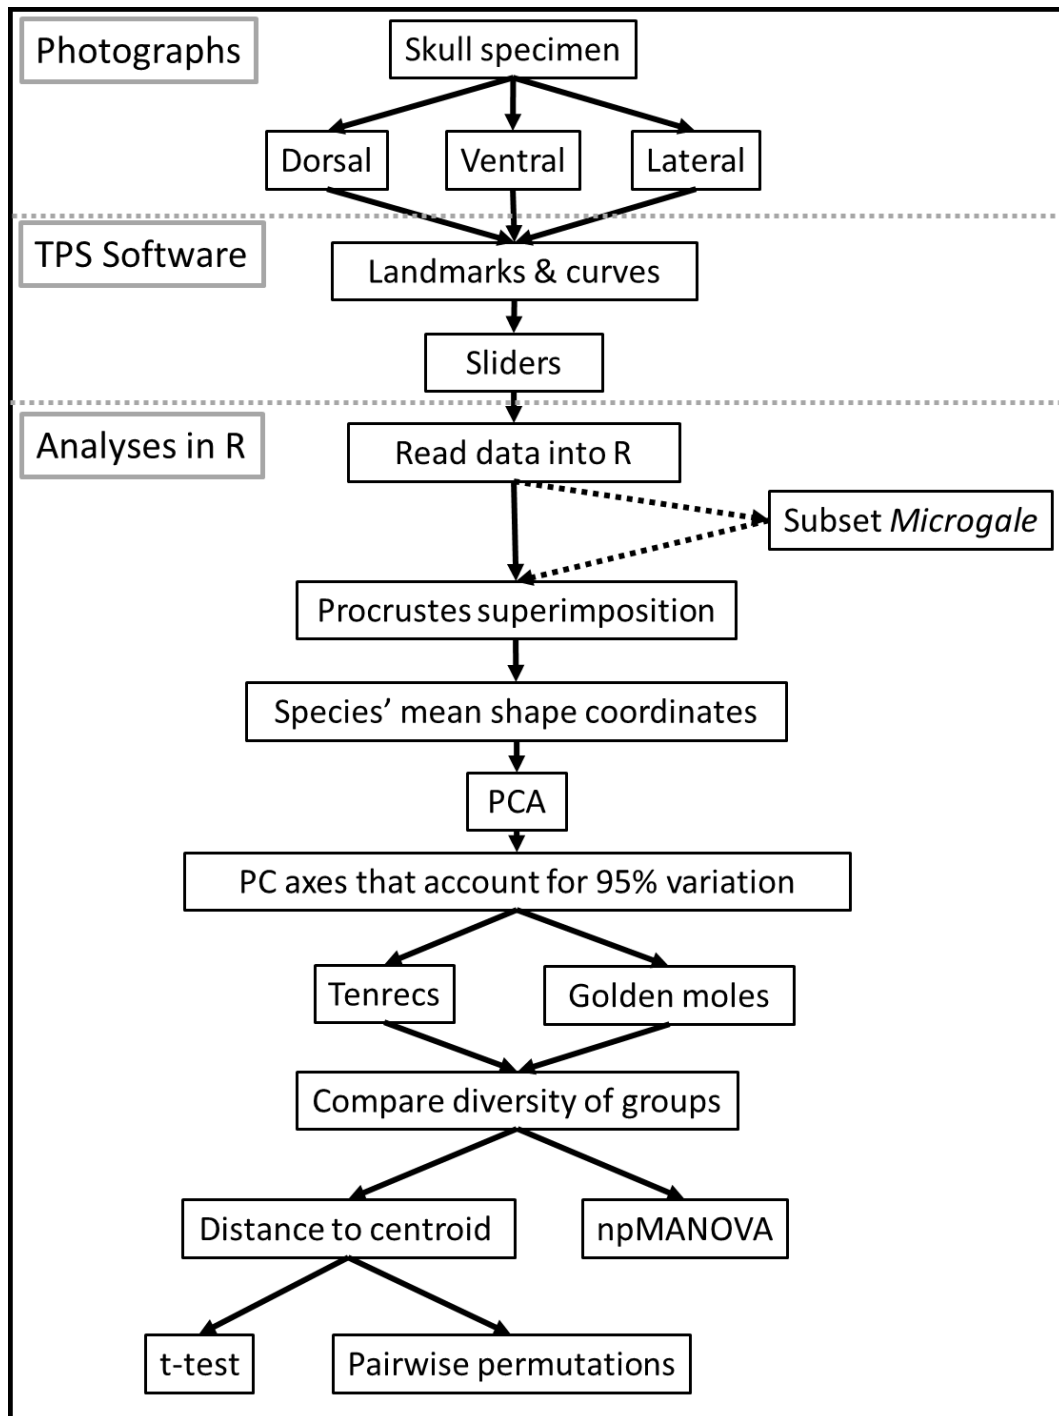 Photographs
Skull specimen
Dorsal
Ventral
Lateral
TPS Software
Landmarks & curves
Sliders
Analyses in R
Read data into R
Subset Microgale
Procrustes superimposition
Species’ mean shape coordinates
PCA
PC axes that account for 95% variation
Tenrecs
Golden moles
Compare diversity of groups
Distance to centroid
npMANOVA
t-test
Pairwise permutations